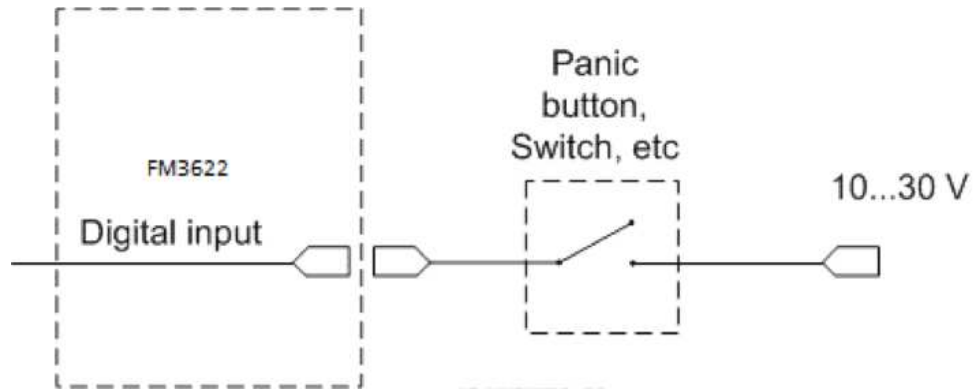 Panic
button,
Switch, etc
FM3622
10...30 V
Digital input